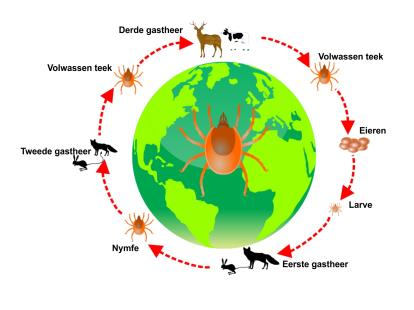 Derde gastheer
Volwassen teek
Volwassen teek
Eieren
Tweede gastheer
Larve
Nymfe
Eerste gastheer